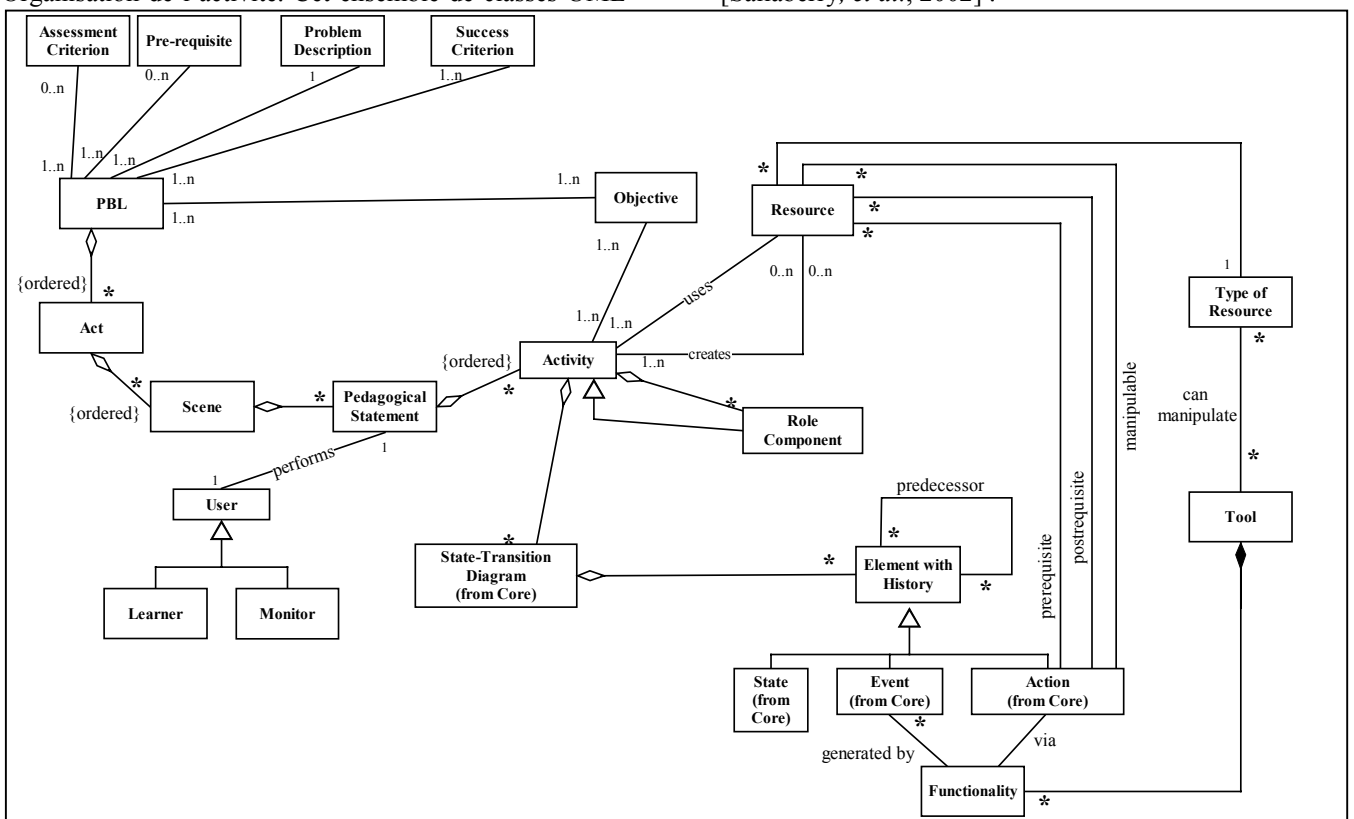 organisation de l'activité. Cet ensemble de classes UML
[Sanaberry, et al., 2002] :
Assessment
Criterion
Pre-requisite
Problem
Description
Success
Criterion
0..n
0..n
1
1..n
1..n
1..n
1..n
1..n
PBL
1..n
1..n
Objective
*
*
Resource
*
*
{ordered}
*
1..n
0..n
0..n
1
Type of
Resource
*
Act
uses
1..n
1..n
{ordered}
Activity
creates
1..n
*
*
{ordered}
Scene
*
Pedagogical
Statement
*
Role
Component
manipulable
can
manipulate
*
performs
1
1
User
predecessor
postrequisite
prerequisite
Tool
*
State-Transition
Diagram
(from Core)
*
*
Element with
History
*
Learner
Monitor
State
(from
Core)
Event
(from Core)
Action
(from Core)
*
generated by
via
Functionality
*